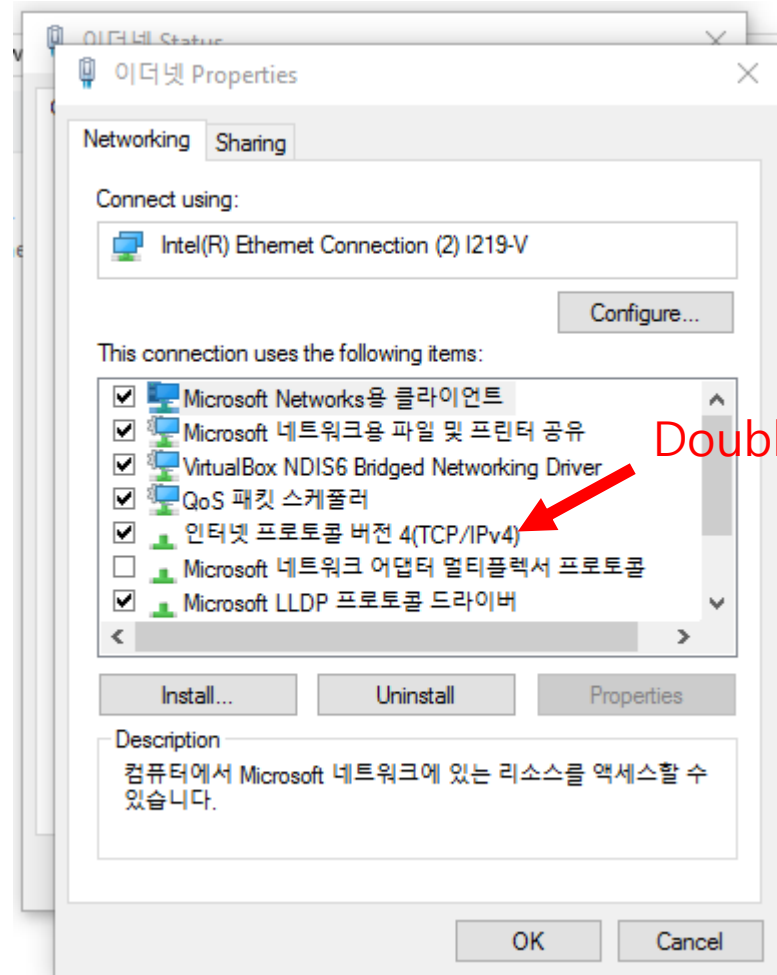 이더넷 Status
이더넷 Properties
Networking
Sharing
Connect using:
Intel(R) Ethernet Connection (2) I219-V
Configure...
This connection uses the following items:
Microsoft Networks용 클라이언트
Microsoft 네트워크용 파일 및 프린터 공유
VirtualBox NDIS6 Bridged Networking Driver
QoS 패킷 스케줄러
인터넷 프로토콜 버전 4(TCP/IPv4)
Microsoft 네트워크 어댑터 멀티플렉서 프로토콜
Microsoft LLDP 프로토콜 드라이버
Install...
Uninstall
Properties
Description
컴퓨터에서 Microsoft 네트워크에 있는 리소스를 액세스할 수
있습니다.
OK
Cancel